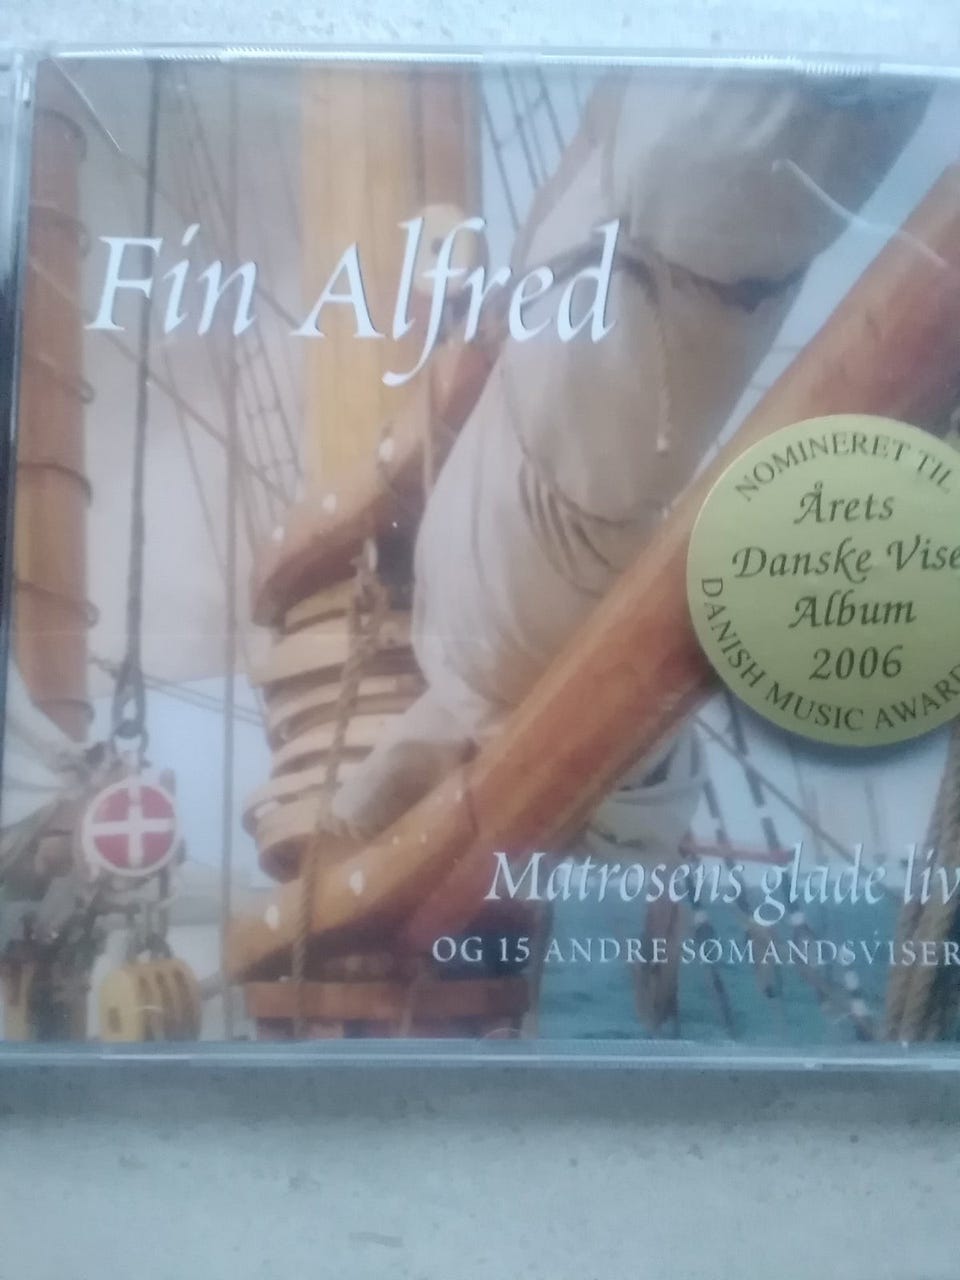 Fin Alfred
NOMINERET TIL
Årets
Danske Vise
Album
2006
DANISH MUSIC AWARD
Matrosens glade liv
OG 15 ANDRE SØMANDSVISER